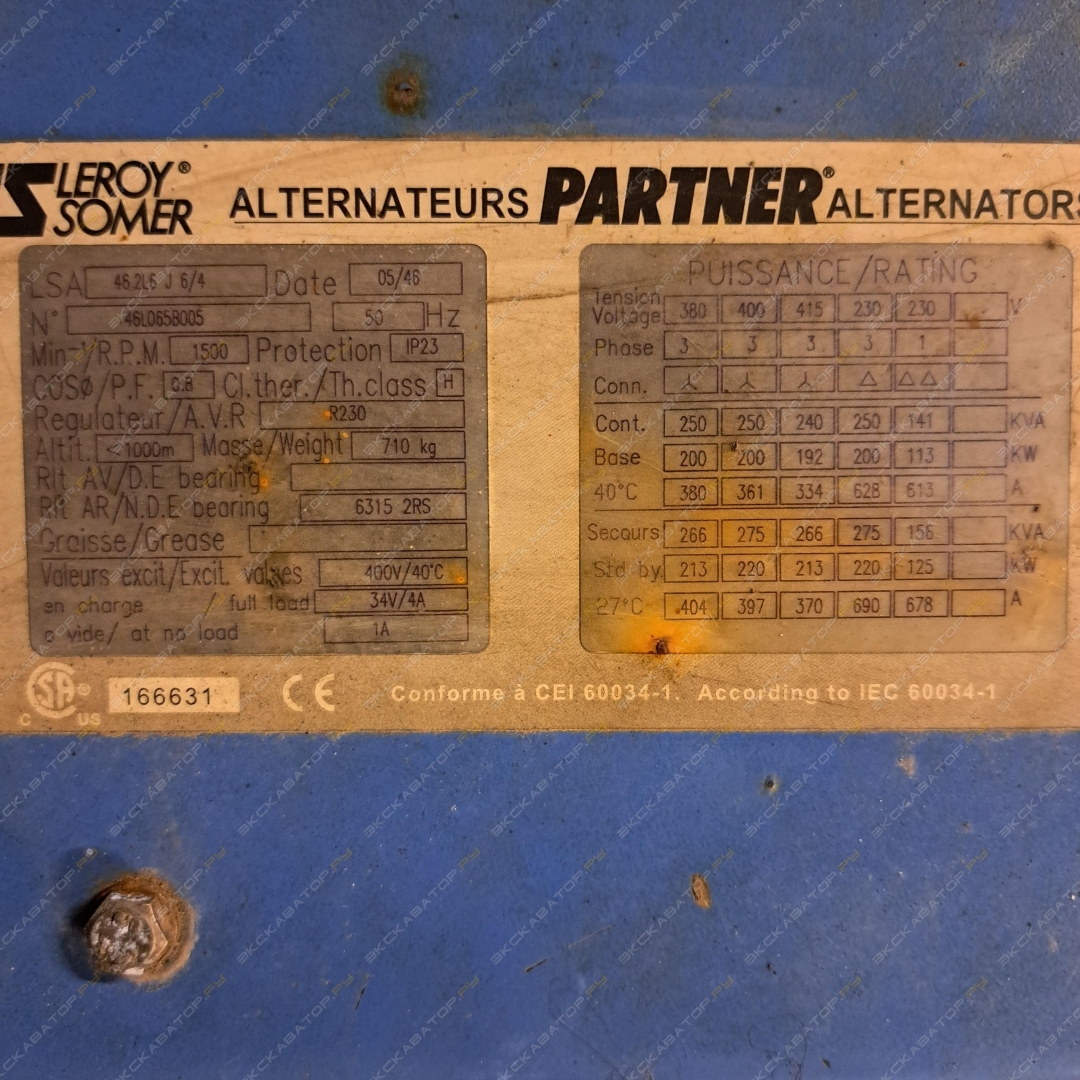 LEROY®
SOMER
ALTERNATEURS PARTNER® ALTERNATORS
LSA 46.2L6 J 6/4 Date 05/46
N° 46L065B005 50 Hz
Min-¹/R.P.M. 1500 Protection IP23
COSø/P.F. 0.8 Cl.ther./Th.class H
Regulateur/A.V.R R230
Altit. <1000m Masse/Weight 710 kg
Rlt AV/D.E bearing
Rlt AR/N.D.E bearing 6315 2RS
Graisse/Grease
Valeurs excit/Excit. values 400V/40°C
en charge / full load 34V/4A
a vide/ at no load 1A
PUISSANCE/RATING
Tension
Voltage 380 400 415 230 230 V
Phase 3 3 3 3 1
Conn. △ △△
Cont. 250 250 240 250 141 KVA
Base 200 200 192 200 113 KW
40°C 380 361 334 628 613 A
Secours 266 275 266 275 156 KVA
Std by 213 220 213 220 125 KW
27°C 404 397 370 690 678 A
SA®
C US
166631
CE
Conforme à CEI 60034-1. According to IEC 60034-1
ЭКСКАВАТОР.РУ